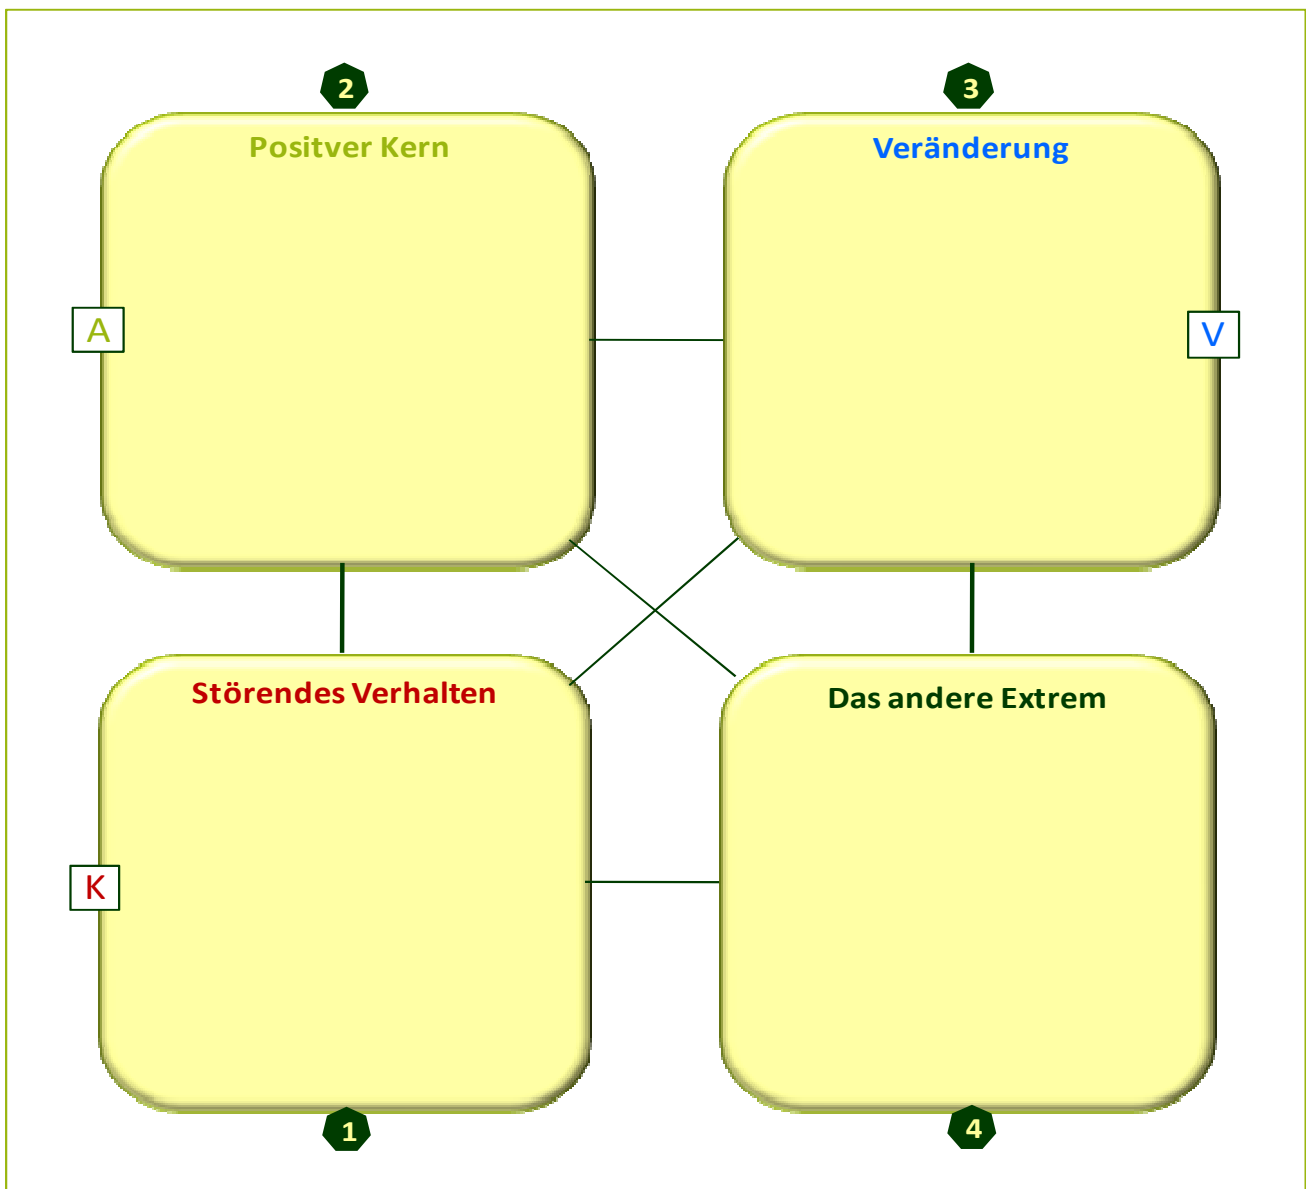 2
3
Positver Kern
Veränderung
A
V
Störendes Verhalten
Das andere Extrem
K
1
4